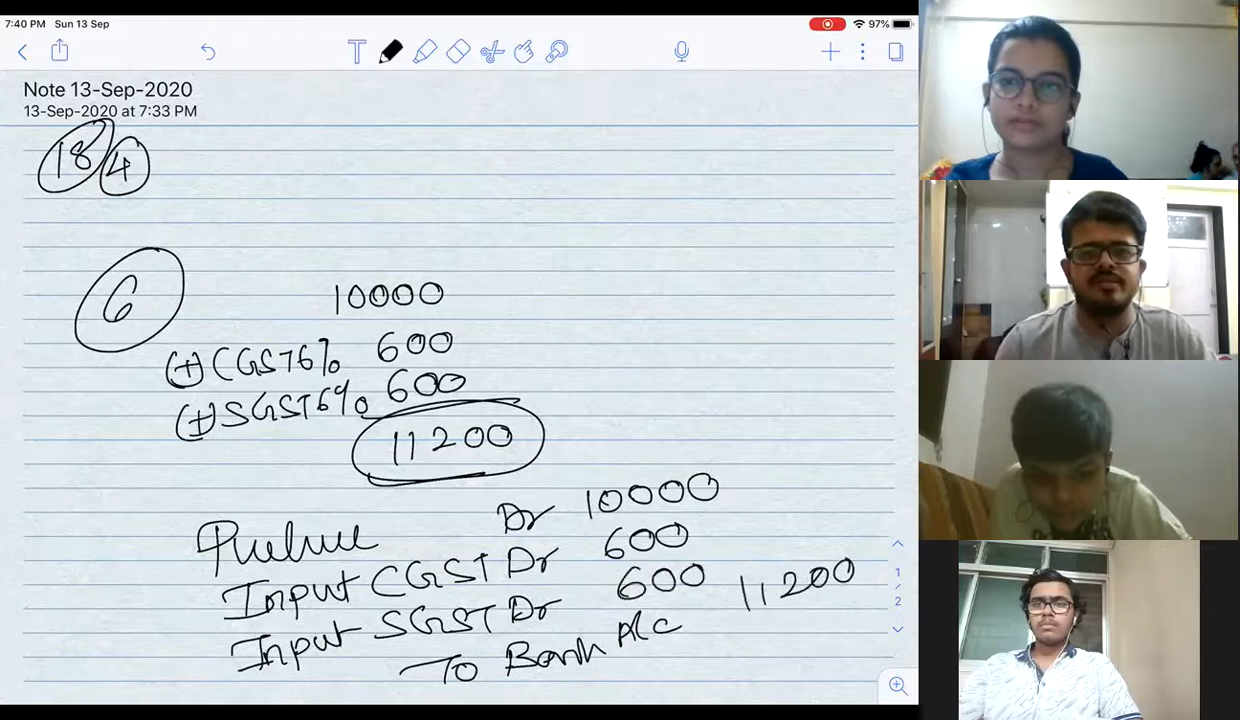 7:40 PM Sun 13 Sep
97%
T
Note 13-Sep-2020
13-Sep-2020 at 7:33 PM
18 4
6
10000
(+) CGST 6% 600
(+) SGST 6% 600
11200
Dr 10000
Input CGST Dr 600
Input SGST Dr 600
To Bank A/c 11200
1
/
2